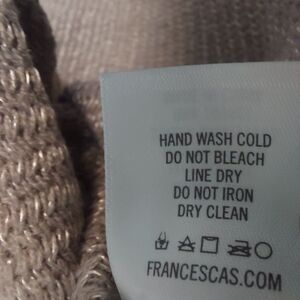 HAND WASH COLD
DO NOT BLEACH
LINE DRY
DO NOT IRON
DRY CLEAN
FRANCESCAS.COM